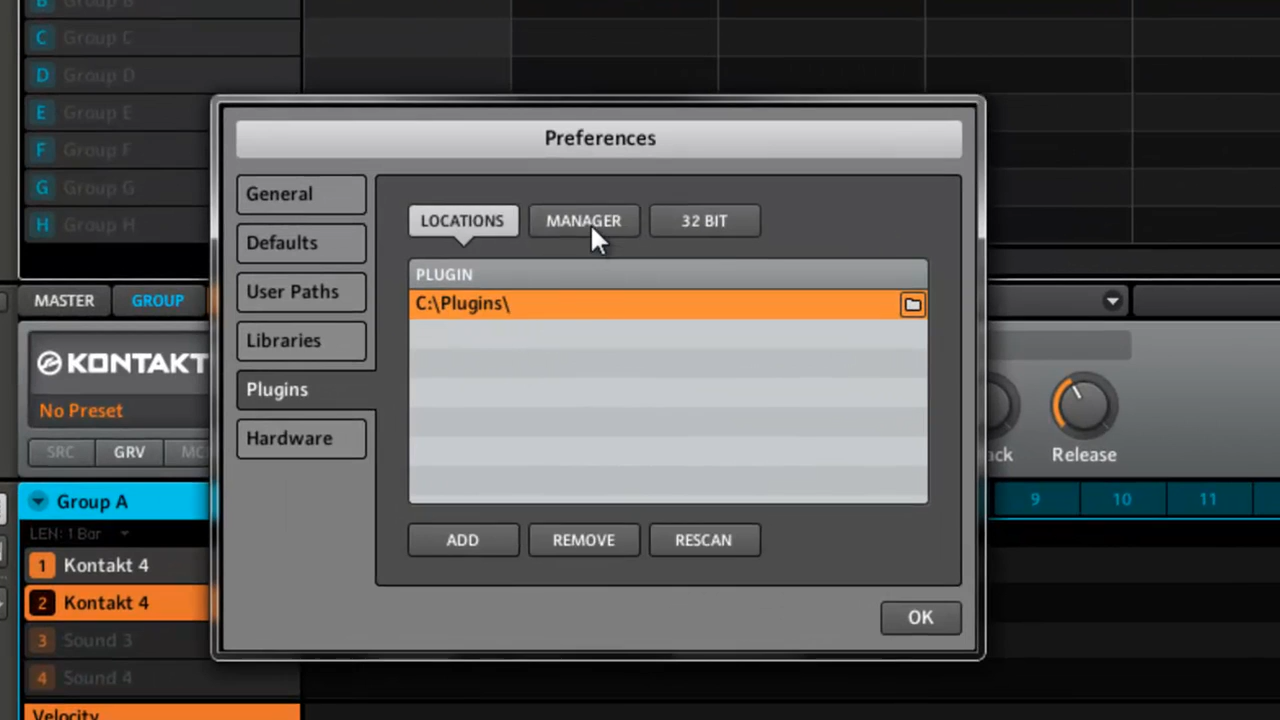 B Group B
C Group C
D Group D
E Group E
F Group F
G Group G
H Group H
Preferences
General
Defaults
User Paths
Libraries
Plugins
Hardware
LOCATIONS MANAGER 32 BIT
PLUGIN
C:\Plugins\
ADD REMOVE RESCAN
OK
MASTER GROUP
KONTAKT
No Preset
SRC GRV
Release
Group A
9 10 11
LEN: 1 Bar
1 Kontakt 4
2 Kontakt 4
3 Sound 3
4 Sound 4
Velocity